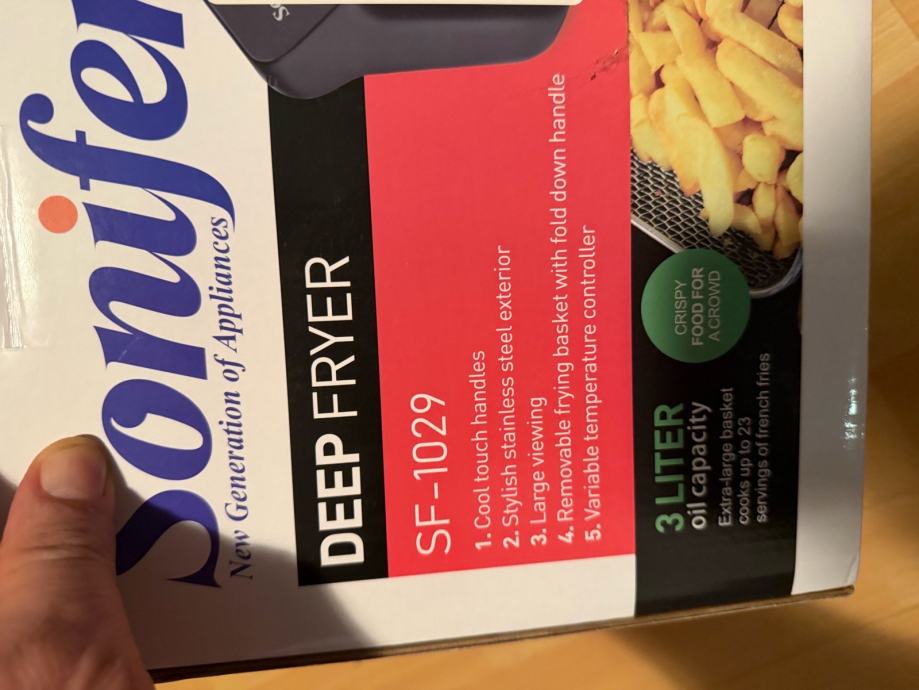 Sonifer
New Generation of Appliances
DEEP FRYER
SF-1029
1. Cool touch handles
2. Stylish stainless steel exterior
3. Large viewing
4. Removable frying basket with fold down handle
5. Variable temperature controller
3 LITER
oil capacity
Extra-large basket
cooks up to 23
servings of french fries
CRISPY
FOOD FOR
A CROWD